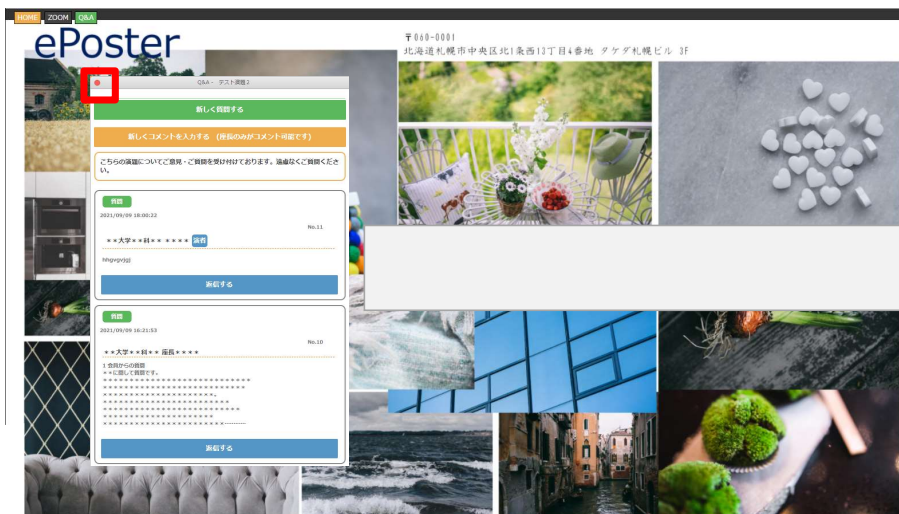 HOME ZOOM Q&A
ePoster
〒060-0001
北海道札幌市中央区北1条西13丁目4番地 タケダ札幌ビル 3F
Q&A - テスト演題2
新しく質問する
新しくコメントを入力する (座長のみがコメント可能です)
こちらの演題についてご意見・ご質問を受け付けております。遠慮なくご質問くださ
い。
質問
2021/09/09 18:00:22
No.11
**大学**科** **** 演者
hhgvgvjgj
返信する
質問
2021/09/09 16:21:53
No.10
**大学**科** 座長****
1 会員からの質問
**に関して質問です。
****************************
***************************
*********************。
************************
**************************
*********************
***********************----------
返信する